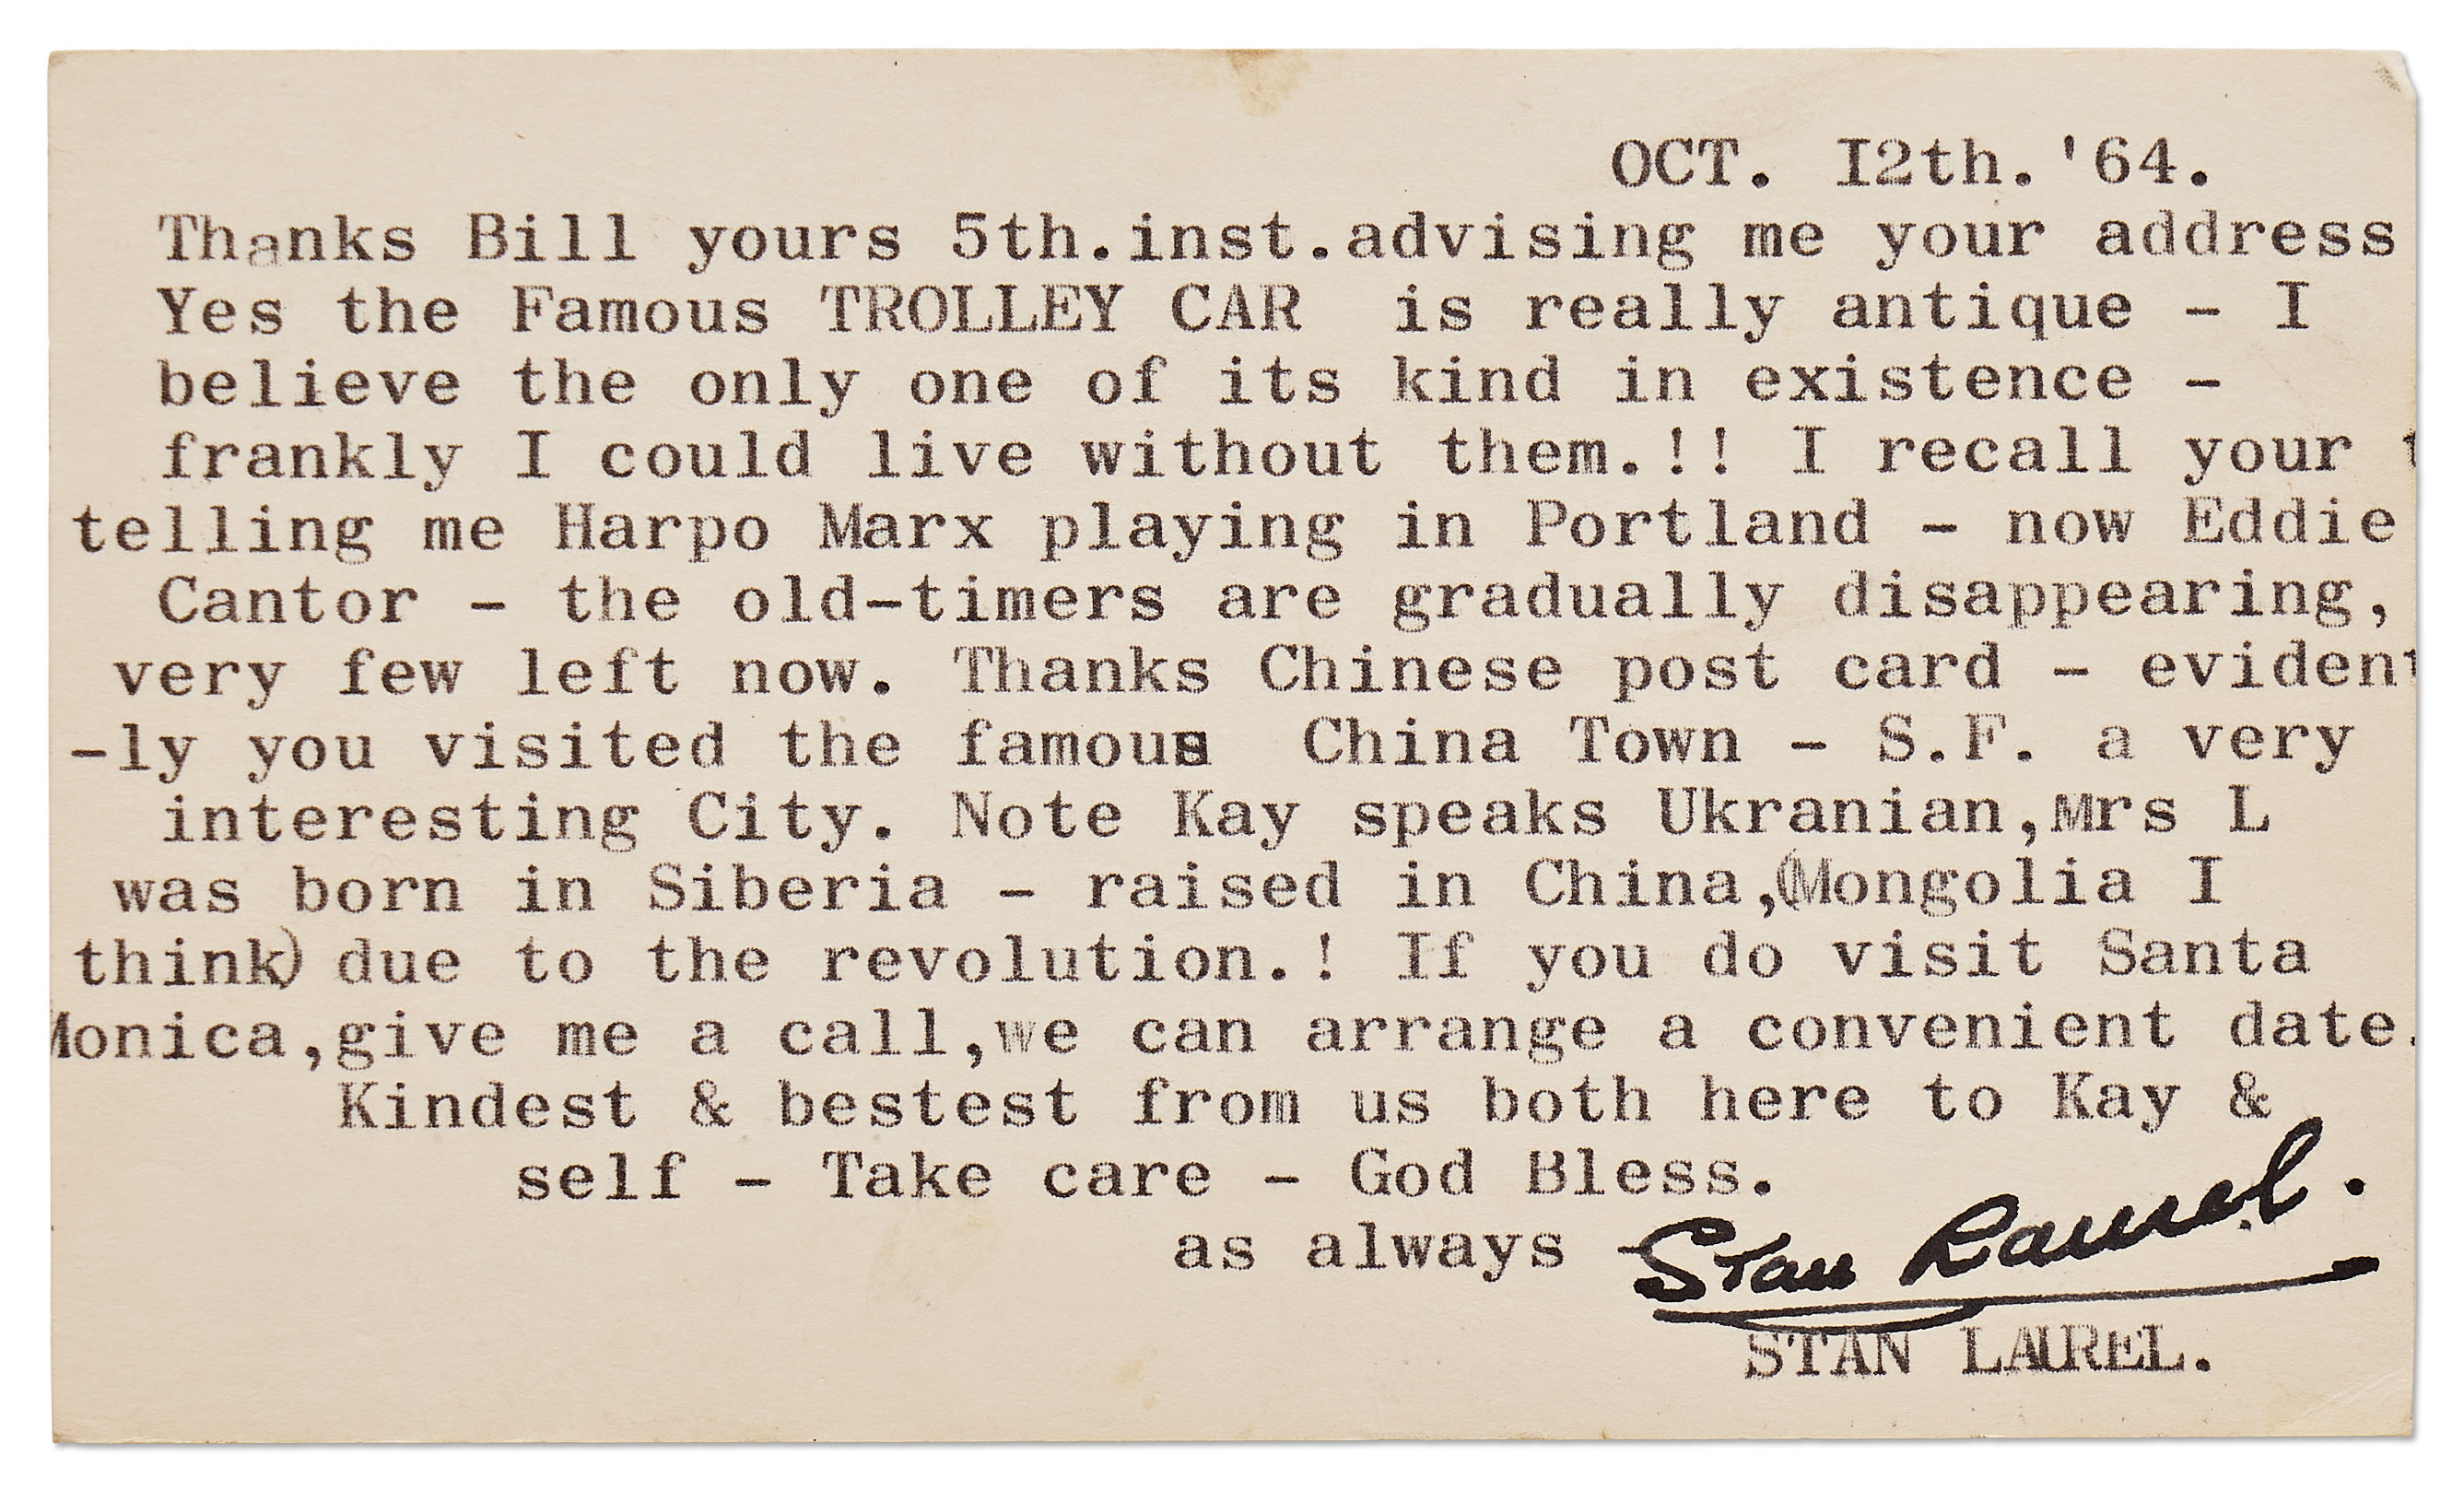 OCT. I2th.'64.
Thanks Bill yours 5th.inst.advising me your address
Yes the Famous TROLLEY CAR  is really antique - I
believe the only one of its kind in existence -
frankly I could live without them.!! I recall your t
telling me Harpo Marx playing in Portland - now Eddie
Cantor - the old-timers are gradually disappearing,
very few left now. Thanks Chinese post card - evident
-ly you visited the famous  China Town - S.F. a very
interesting City. Note Kay speaks Ukranian,Mrs L
was born in Siberia - raised in China,(Mongolia I
think) due to the revolution.! If you do visit Santa
Monica,give me a call,we can arrange a convenient date.
Kindest & bestest from us both here to Kay &
self - Take care - God Bless.
as always - Stan Laurel.
STAN LAUREL.